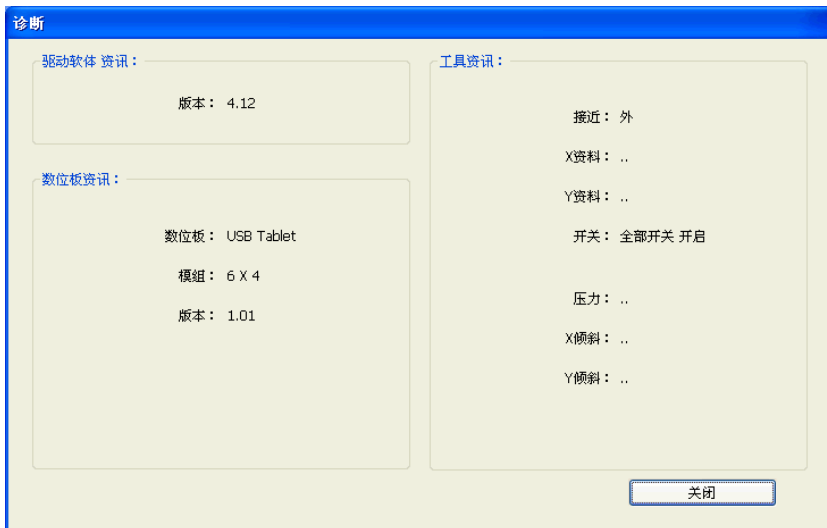 诊断
驱动软体 资讯：
版本： 4.12
数位板资讯：
数位板： USB Tablet
模組： 6 X 4
版本： 1.01
工具资讯：
接近： 外
X资料： ..
Y资料： ..
开关： 全部开关 开启
压力： ..
X倾斜： ..
Y倾斜： ..
关闭